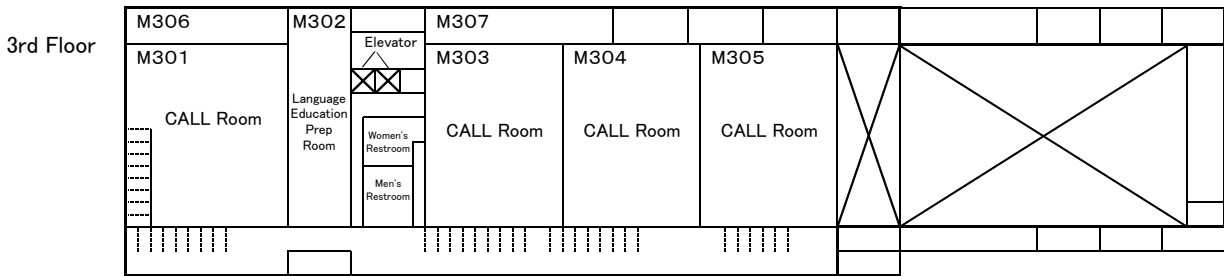 3rd Floor
M306
M302
M307
Elevator
M301
M303
M304
M305
CALL Room
Language
Education
Prep
Room
Women's
Restroom
Men's
Restroom
CALL Room
CALL Room
CALL Room